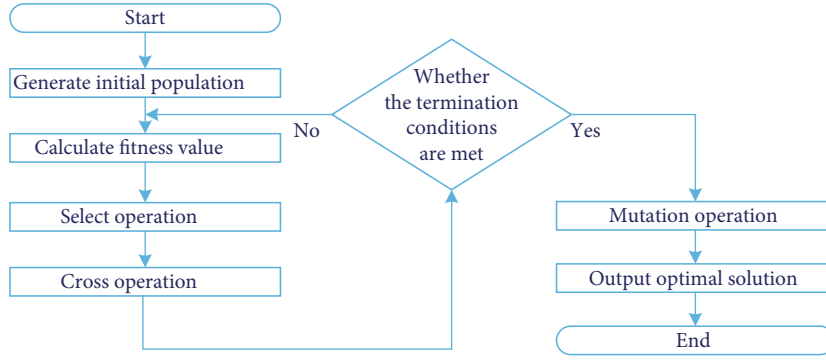 Start
Generate initial population
Calculate fitness value
Select operation
Cross operation
Whether
the termination
conditions
are met
No
Yes
Mutation operation
Output optimal solution
End